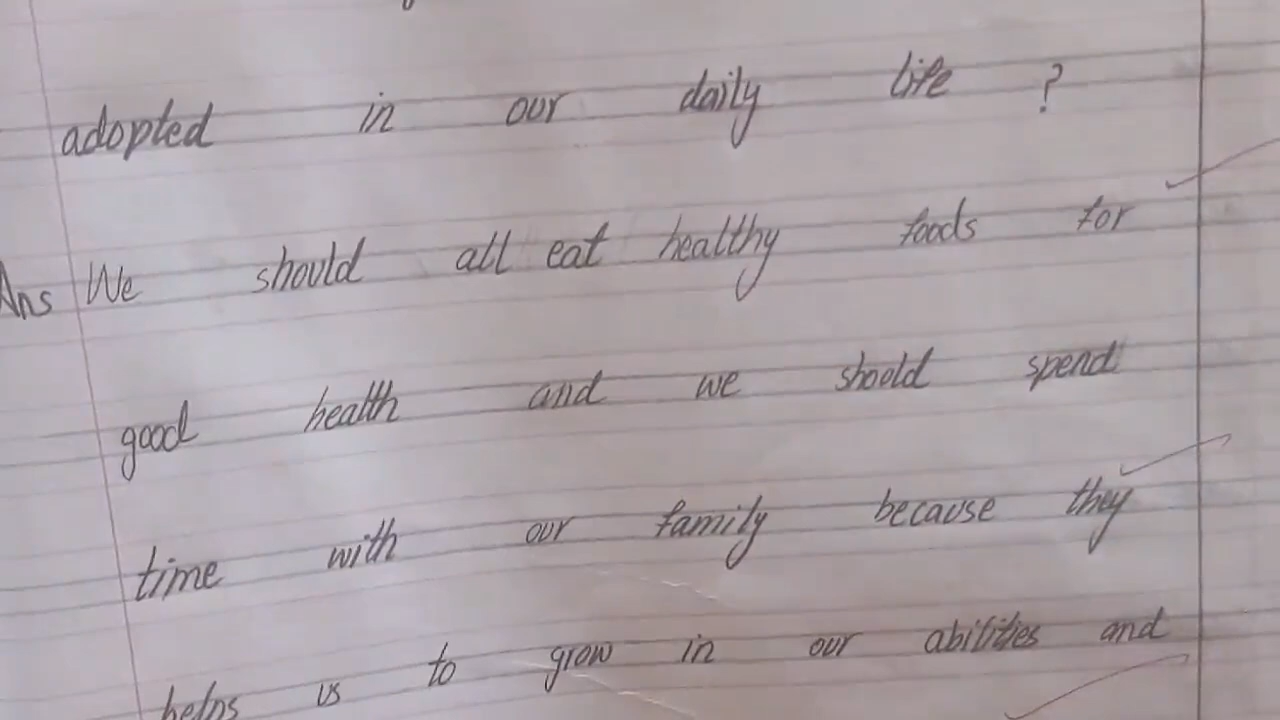 adopted in our daily life ?
Ans We should all eat healthy foods for
good health and we should spend
time with our family because they
helps us to grow in our abilities and